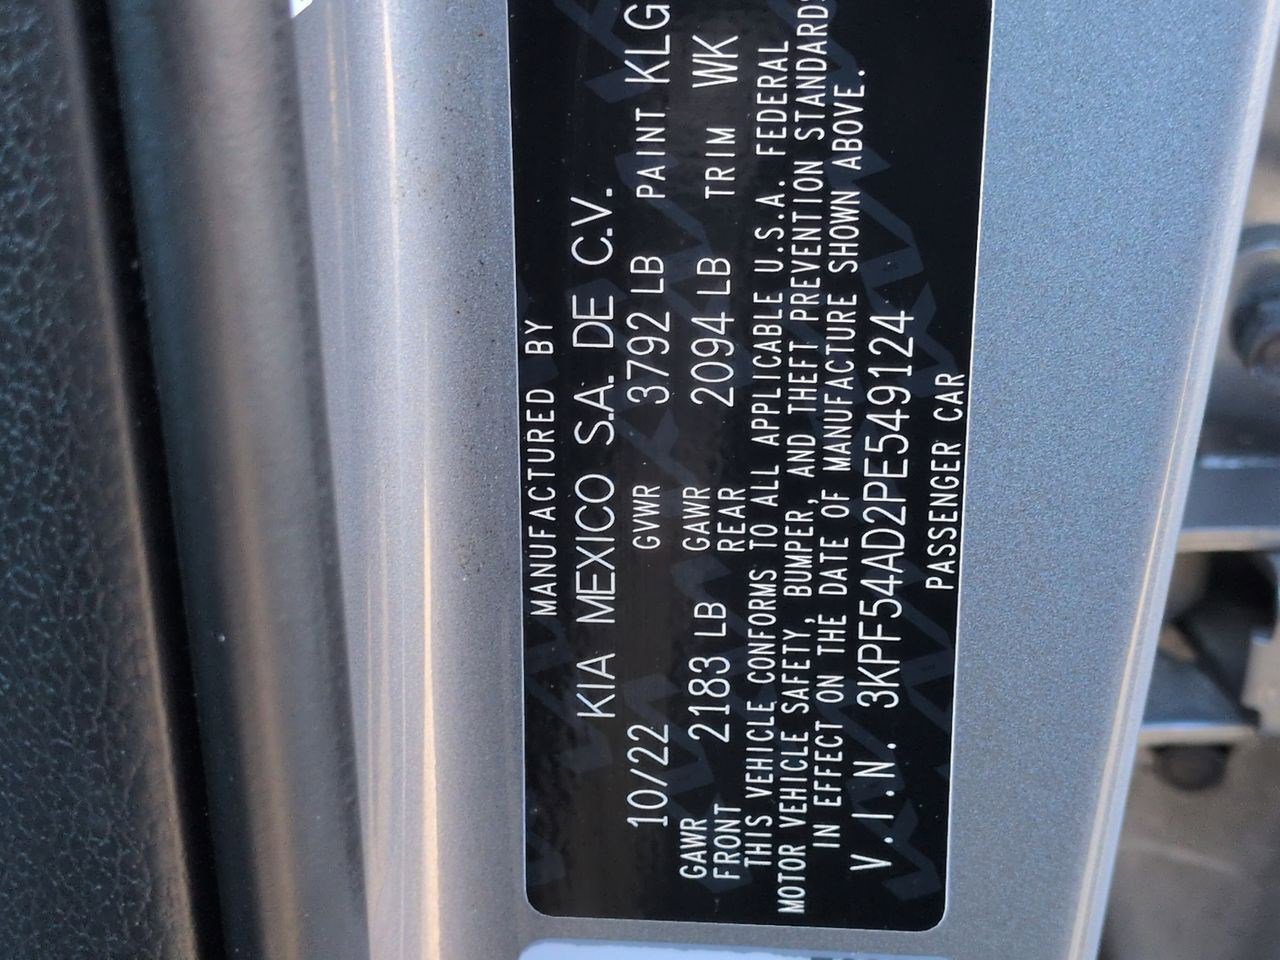 MANUFACTURED BY
KIA MEXICO S.A. DE C.V.
10/22 GVWR 3792 LB PAINT KLG
GAWR FRONT 2183 LB GAWR REAR 2094 LB TRIM WK
THIS VEHICLE CONFORMS TO ALL APPLICABLE U.S.A. FEDERAL
MOTOR VEHICLE SAFETY, BUMPER, AND THEFT PREVENTION STANDARDS
IN EFFECT ON THE DATE OF MANUFACTURE SHOWN ABOVE.
V.I.N. 3KPF54AD2PE549124
PASSENGER CAR